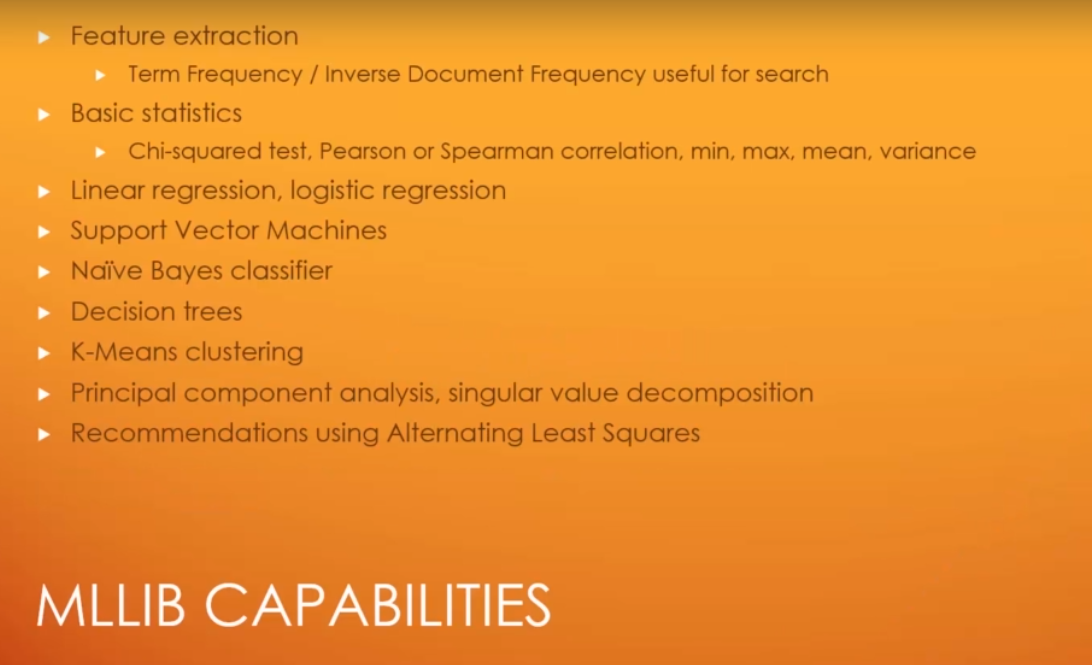 Feature extraction
Term Frequency / Inverse Document Frequency useful for search
Basic statistics
Chi-squared test, Pearson or Spearman correlation, min, max, mean, variance
Linear regression, logistic regression
Support Vector Machines
Naïve Bayes classifier
Decision trees
K-Means clustering
Principal component analysis, singular value decomposition
Recommendations using Alternating Least Squares
MLLIB CAPABILITIES